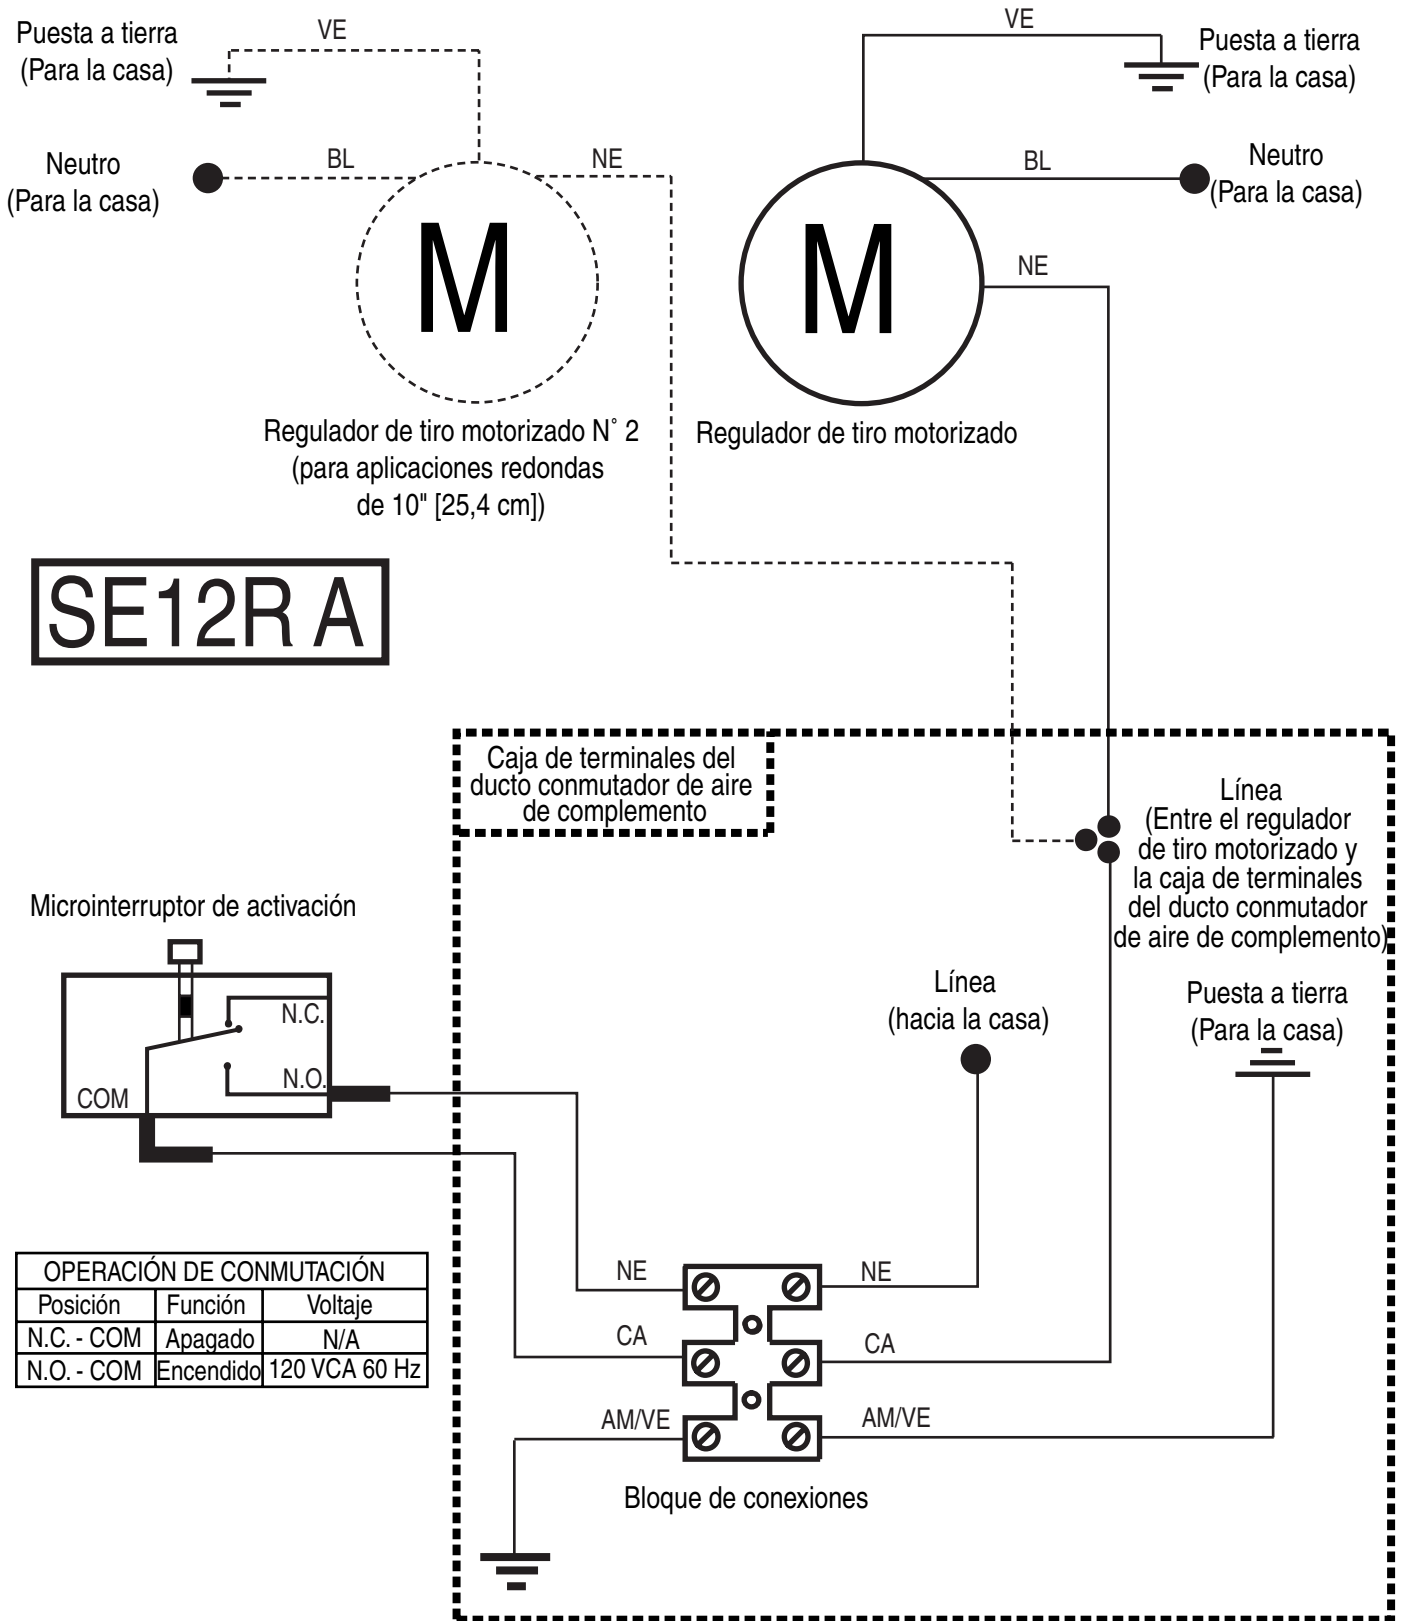 Puesta a tierra
(Para la casa)
VE
VE
Puesta a tierra
(Para la casa)
Neutro
(Para la casa)
BL
NE
BL
Neutro
(Para la casa)
M
M
NE
Regulador de tiro motorizado N° 2
(para aplicaciones redondas
de 10" [25,4 cm])
Regulador de tiro motorizado
SE12R A
Caja de terminales del
ducto conmutador de aire
de complemento
Línea
(Entre el regulador
de tiro motorizado y
la caja de terminales
del ducto conmutador
de aire de complemento)
Microinterruptor de activación
N.C.
N.O.
COM
Línea
(hacia la casa)
Puesta a tierra
(Para la casa)
OPERACIÓN DE CONMUTACIÓN
Posición Función Voltaje
N.C. - COM Apagado N/A
N.O. - COM Encendido 120 VCA 60 Hz
NE
NE
CA
CA
AM/VE
AM/VE
Bloque de conexiones